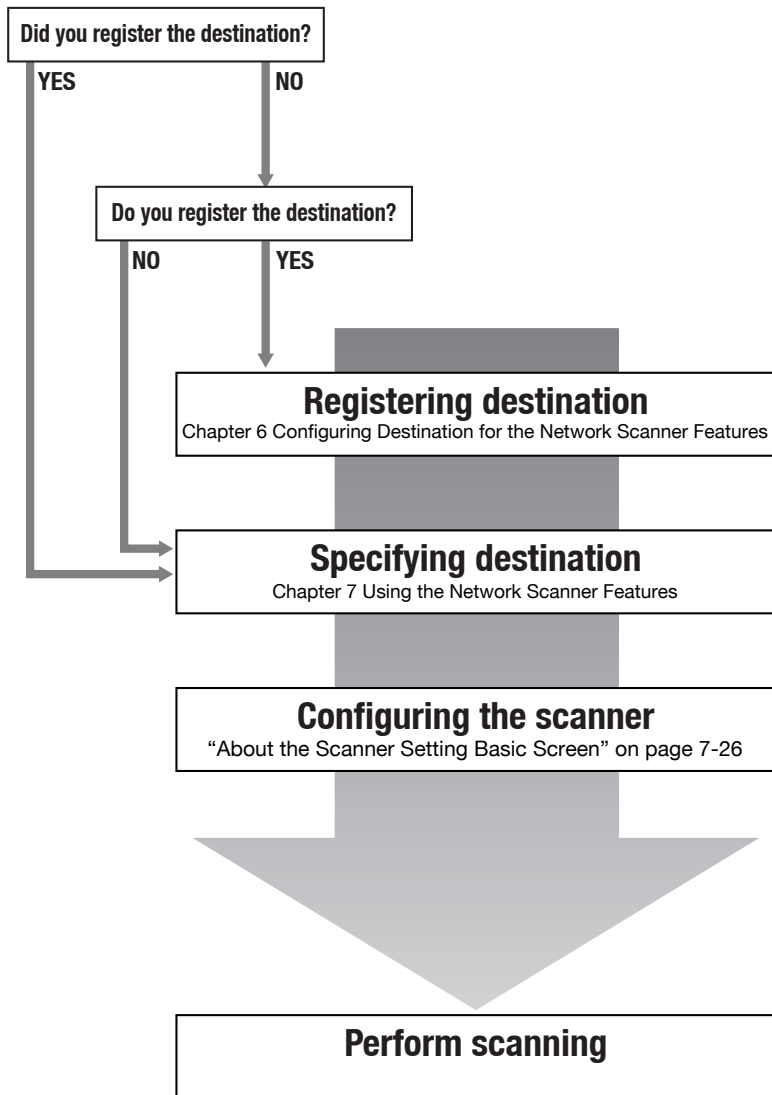 Did you register the destination?
YES
NO
Do you register the destination?
NO
YES
Registering destination
Chapter 6 Configuring Destination for the Network Scanner Features
Specifying destination
Chapter 7 Using the Network Scanner Features
Configuring the scanner
“About the Scanner Setting Basic Screen” on page 7-26
Perform scanning